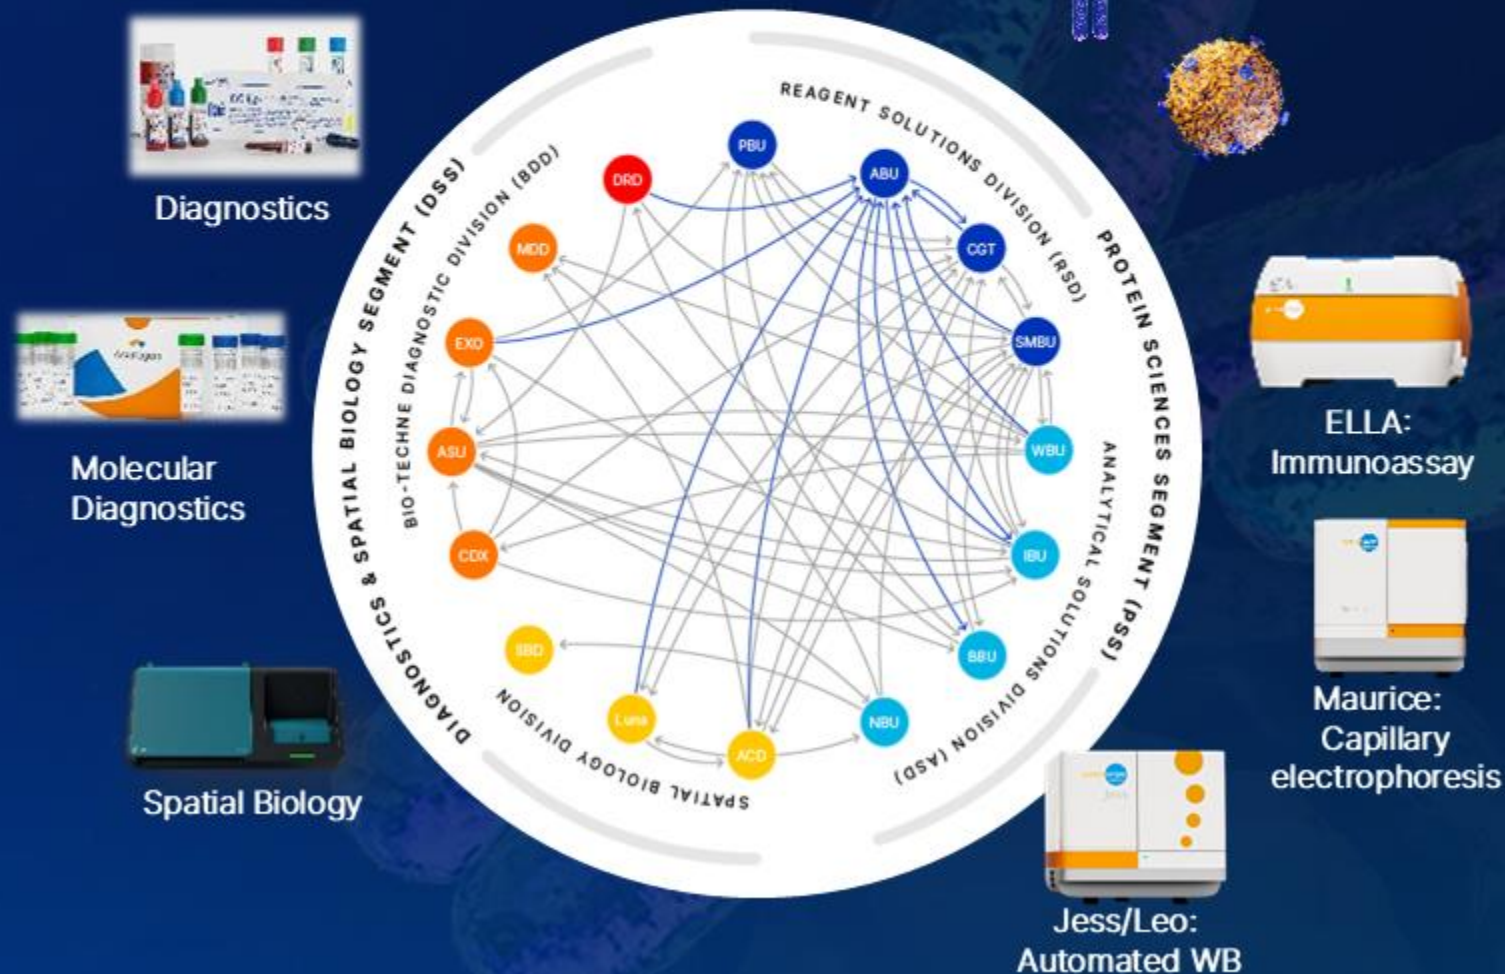 Diagnostics
Molecular
Diagnostics
Spatial Biology
DIAGNOSTICS & SPATIAL BIOLOGY SEGMENT (DSS)
BIO-TECHNE DIAGNOSTIC DIVISION (BDD)
REAGENT SOLUTIONS DIVISION (RSD)
PROTEIN SCIENCES SEGMENT (PSS)
ANALYTICAL SOLUTIONS DIVISION (ASD)
SPATIAL BIOLOGY DIVISION
PBU
ABU
CGT
SMBU
WBU
IBU
BBU
NBU
ACD
Luna
SBD
CDX
ASU
EXO
MDD
DRD
ELLA:
Immunoassay
Maurice:
Capillary
electrophoresis
Jess/Leo:
Automated WB